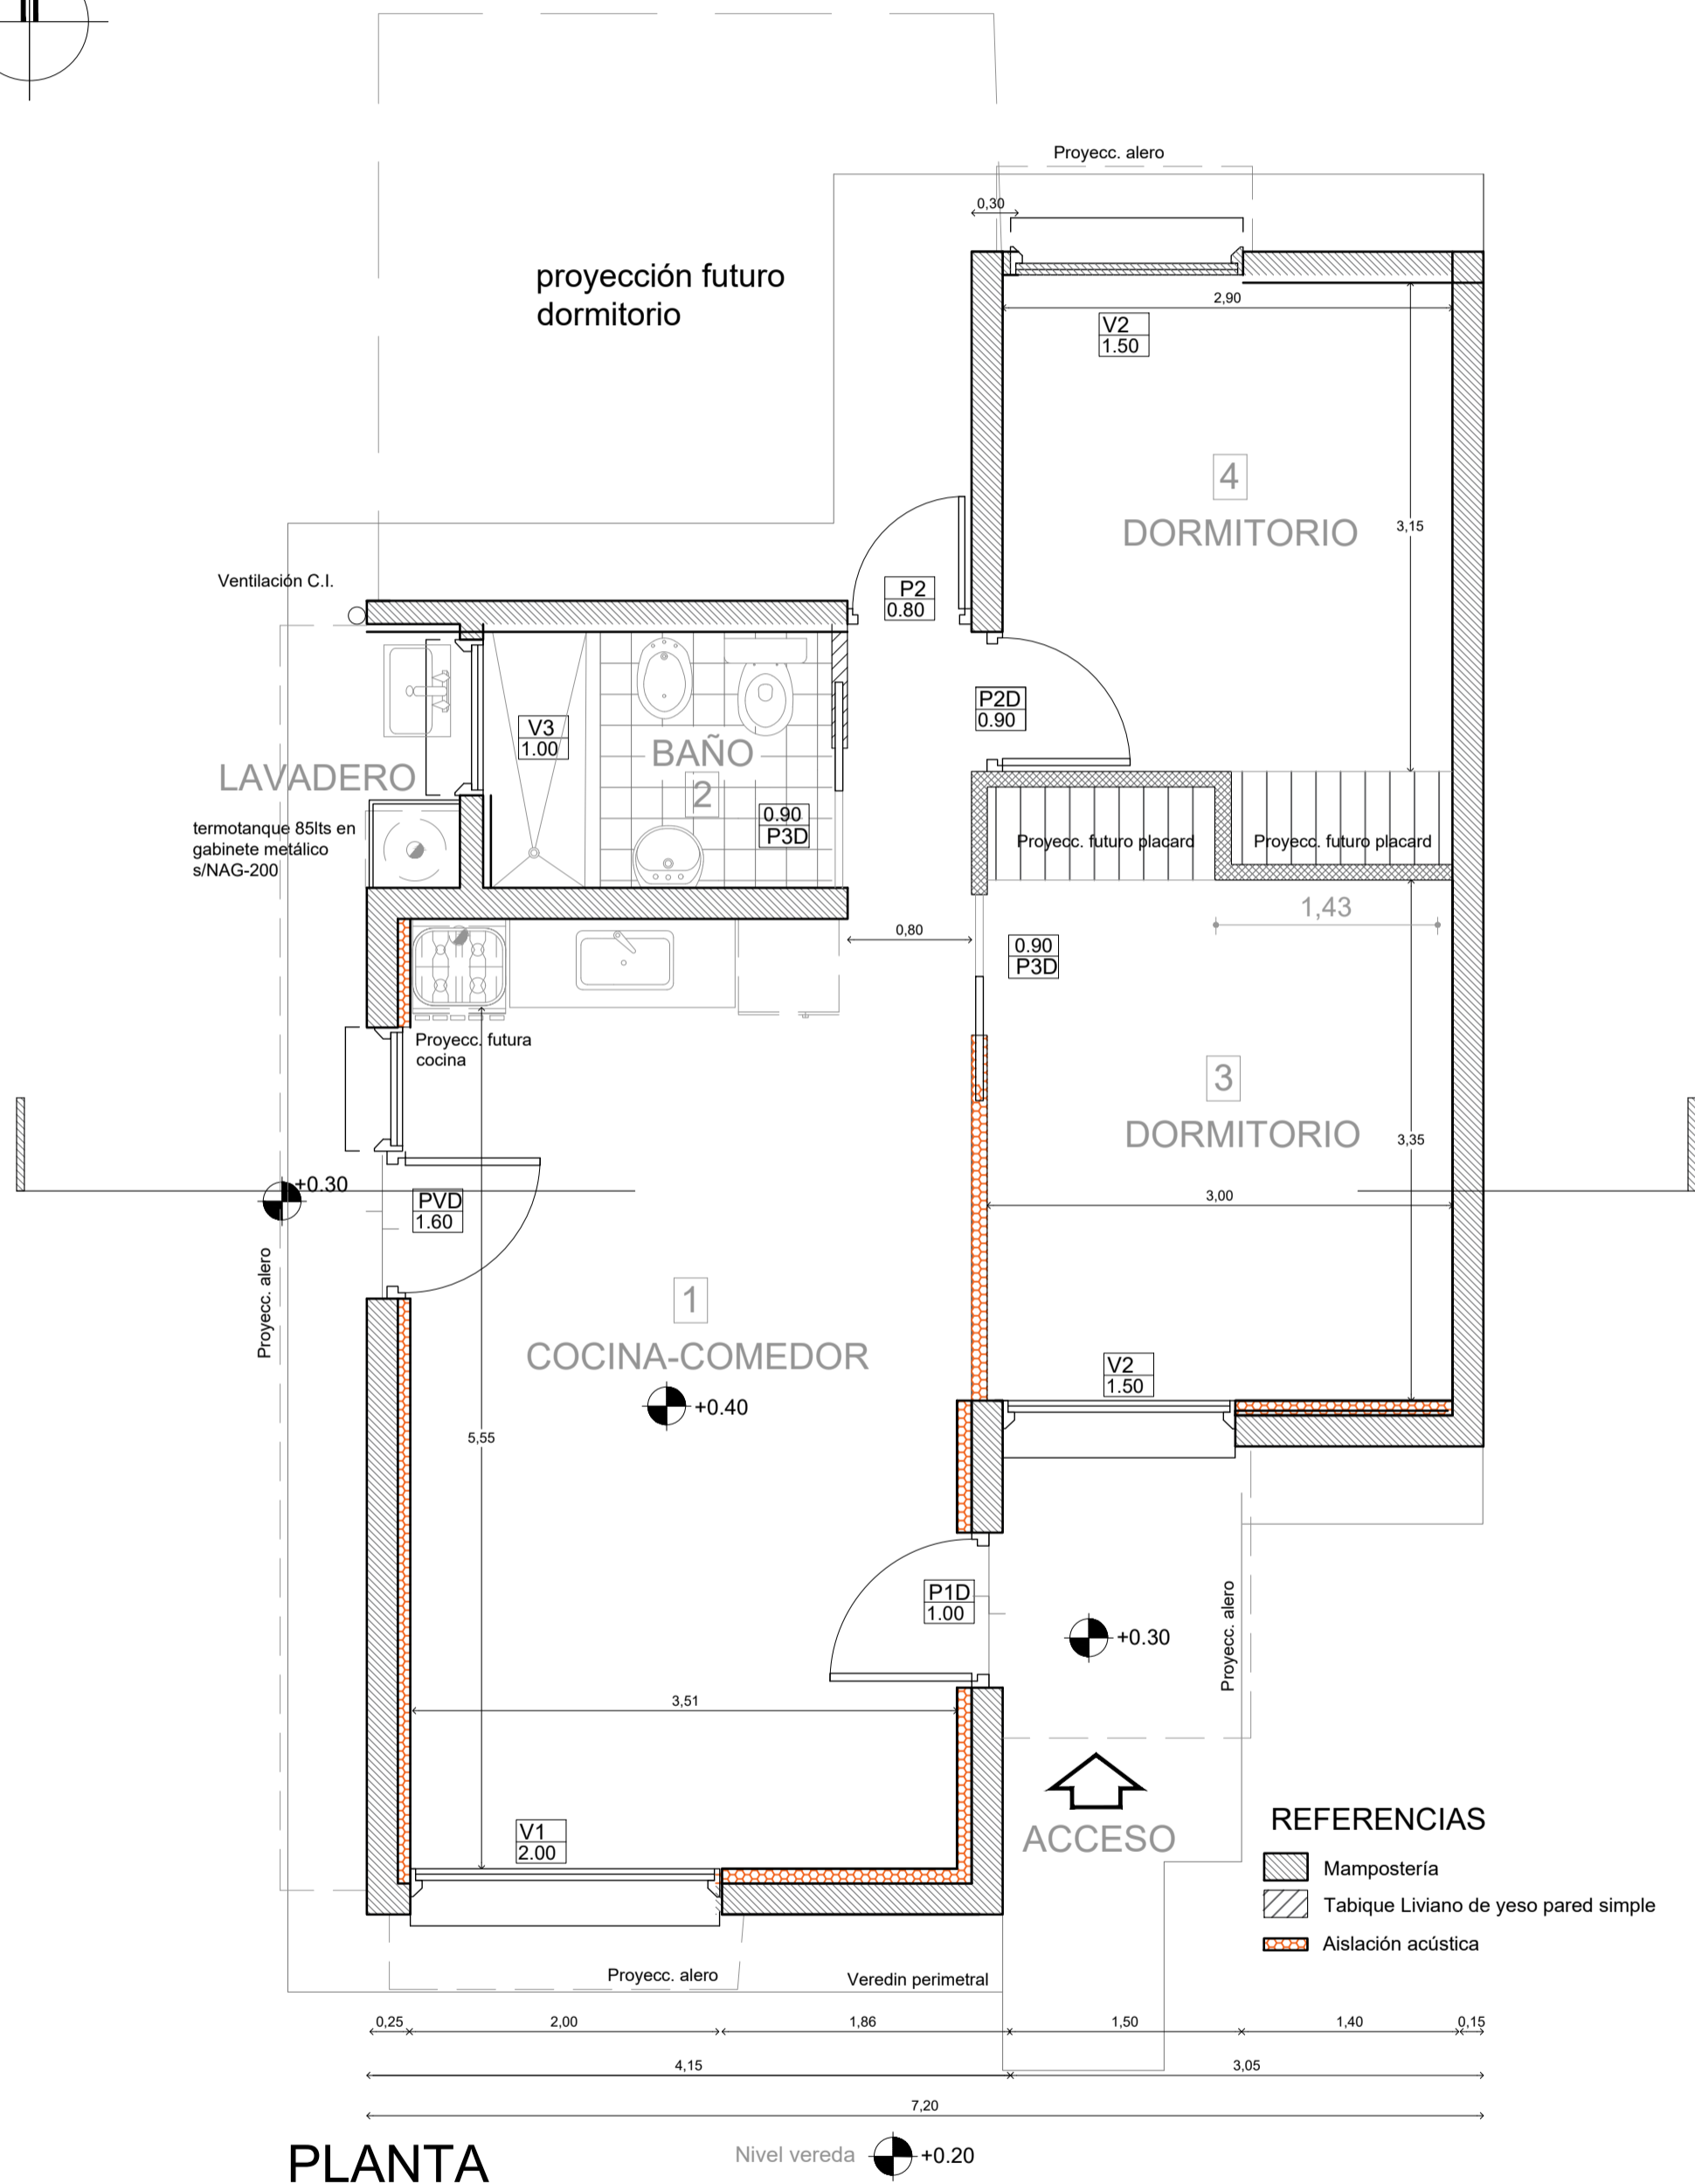 Proyecc. alero
0,30
proyección futuro
dormitorio
2,90
V2
1.50
4
DORMITORIO
3,15
Ventilación C.I.
P2
0.80
P2D
0.90
V3
1.00
BAÑO
2
LAVADERO
0.90
P3D
termotanque 85lts en
gabinete metálico
s/NAG-200
Proyecc. futuro placard
Proyecc. futuro placard
1,43
0,80
0.90
P3D
Proyecc. futura
cocina
3
DORMITORIO
3,35
+0.30
PVD
1.60
3,00
Proyecc. alero
1
COCINA-COMEDOR
V2
1.50
+0.40
5,55
P1D
1.00
+0.30
Proyecc. alero
3,51
ACCESO
V1
2.00
REFERENCIAS
Mampostería
Tabique Liviano de yeso pared simple
Aislación acústica
Proyecc. alero
Veredin perimetral
0,25
2,00
1,86
1,50
1,40
0,15
4,15
3,05
7,20
PLANTA
Nivel vereda
+0.20